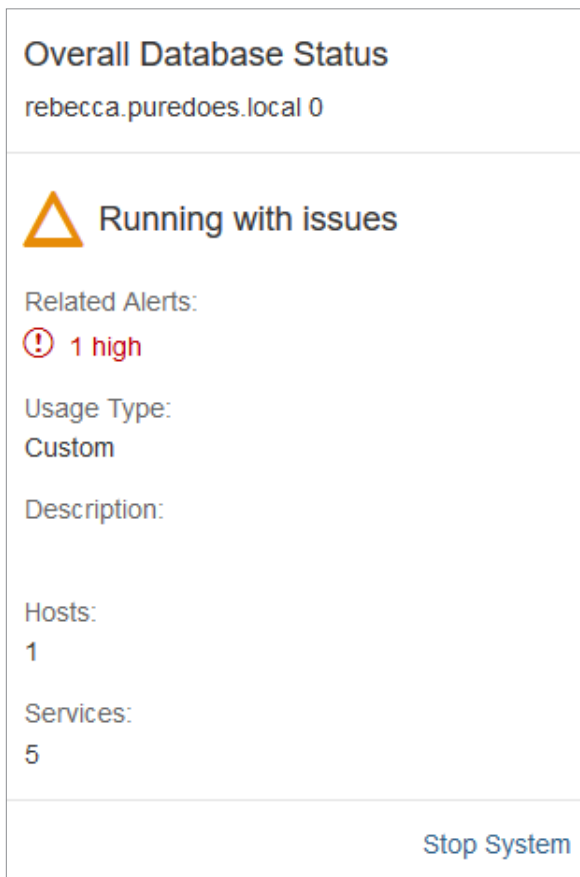 Overall Database Status
rebecca.puredoes.local 0
Running with issues
Related Alerts:
1 high
Usage Type:
Custom
Description:
Hosts:
1
Services:
5
Stop System